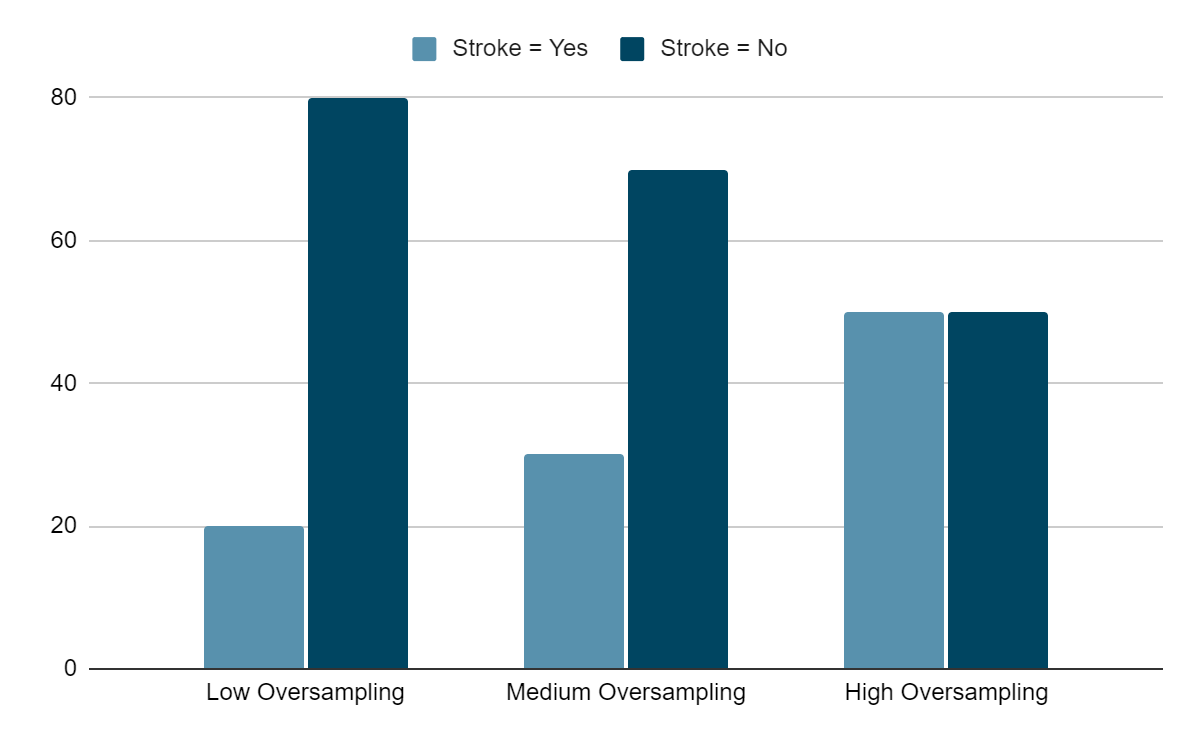 Stroke = Yes Stroke = No
80
60
40
20
0
Low Oversampling Medium Oversampling High Oversampling